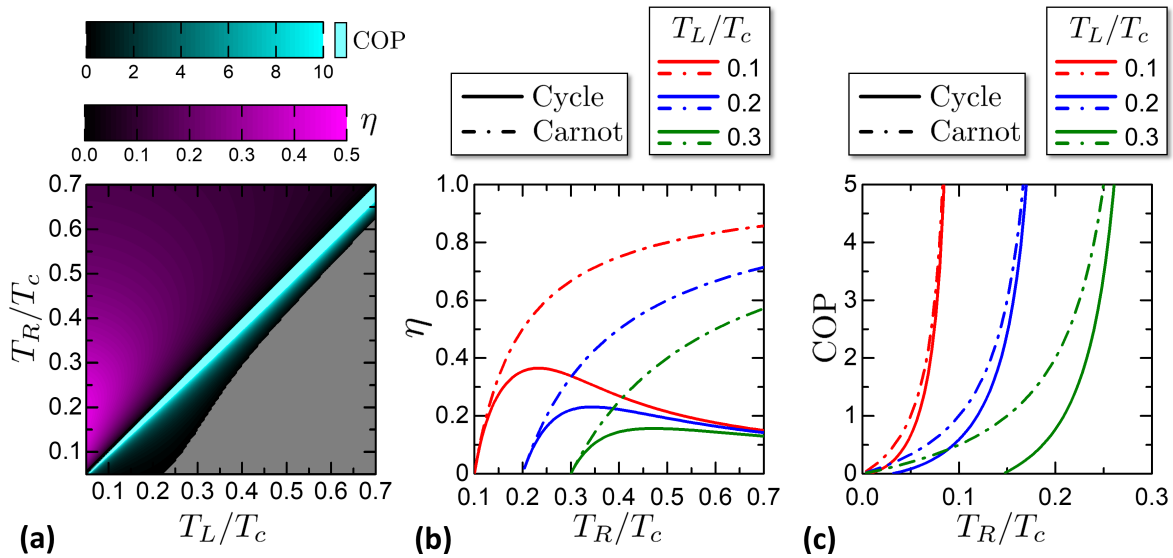 COP
0 2 4 6 8 10
η
0.0 0.1 0.2 0.3 0.4 0.5
T_R/T_c
0.7
0.6
0.5
0.4
0.3
0.2
0.1
0.1 0.2 0.3 0.4 0.5 0.6 0.7
T_L/T_c
(a)
Cycle
Carnot
T_L/T_c
0.1
0.2
0.3
η
1.0
0.8
0.6
0.4
0.2
0
0.1 0.2 0.3 0.4 0.5 0.6 0.7
T_R/T_c
(b)
Cycle
Carnot
T_L/T_c
0.1
0.2
0.3
COP
5
4
3
2
1
0
0.0 0.1 0.2 0.3
T_R/T_c
(c)